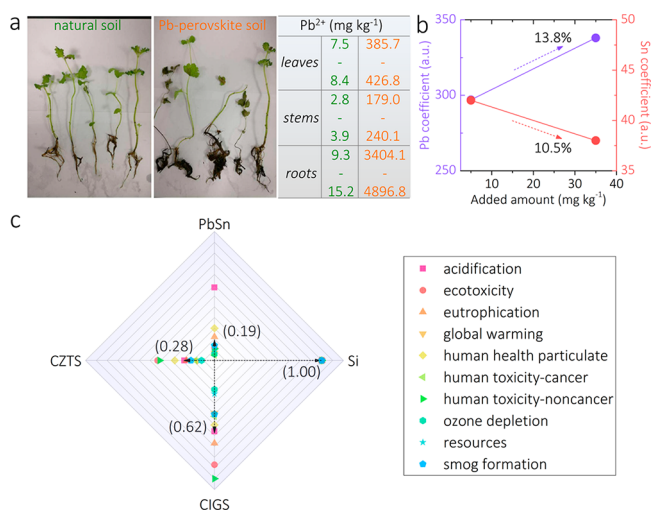 a
natural soil
Pb-perovskite soil
Pb²⁺ (mg kg⁻¹)
leaves
7.5
-
8.4
385.7
-
426.8
stems
2.8
-
3.9
179.0
-
240.1
roots
9.3
-
15.2
3404.1
-
4896.8
b
Pb coefficient (a.u.)
350
300
250
13.8%
10.5%
0 10 20 30 40
Added amount (mg kg⁻¹)
50
45
40
35
Sn coefficient (a.u.)
c
PbSn
(0.19)
CZTS
(0.28)
Si
(1.00)
(0.62)
CIGS
acidification
ecotoxicity
eutrophication
global warming
human health particulate
human toxicity-cancer
human toxicity-noncancer
ozone depletion
resources
smog formation